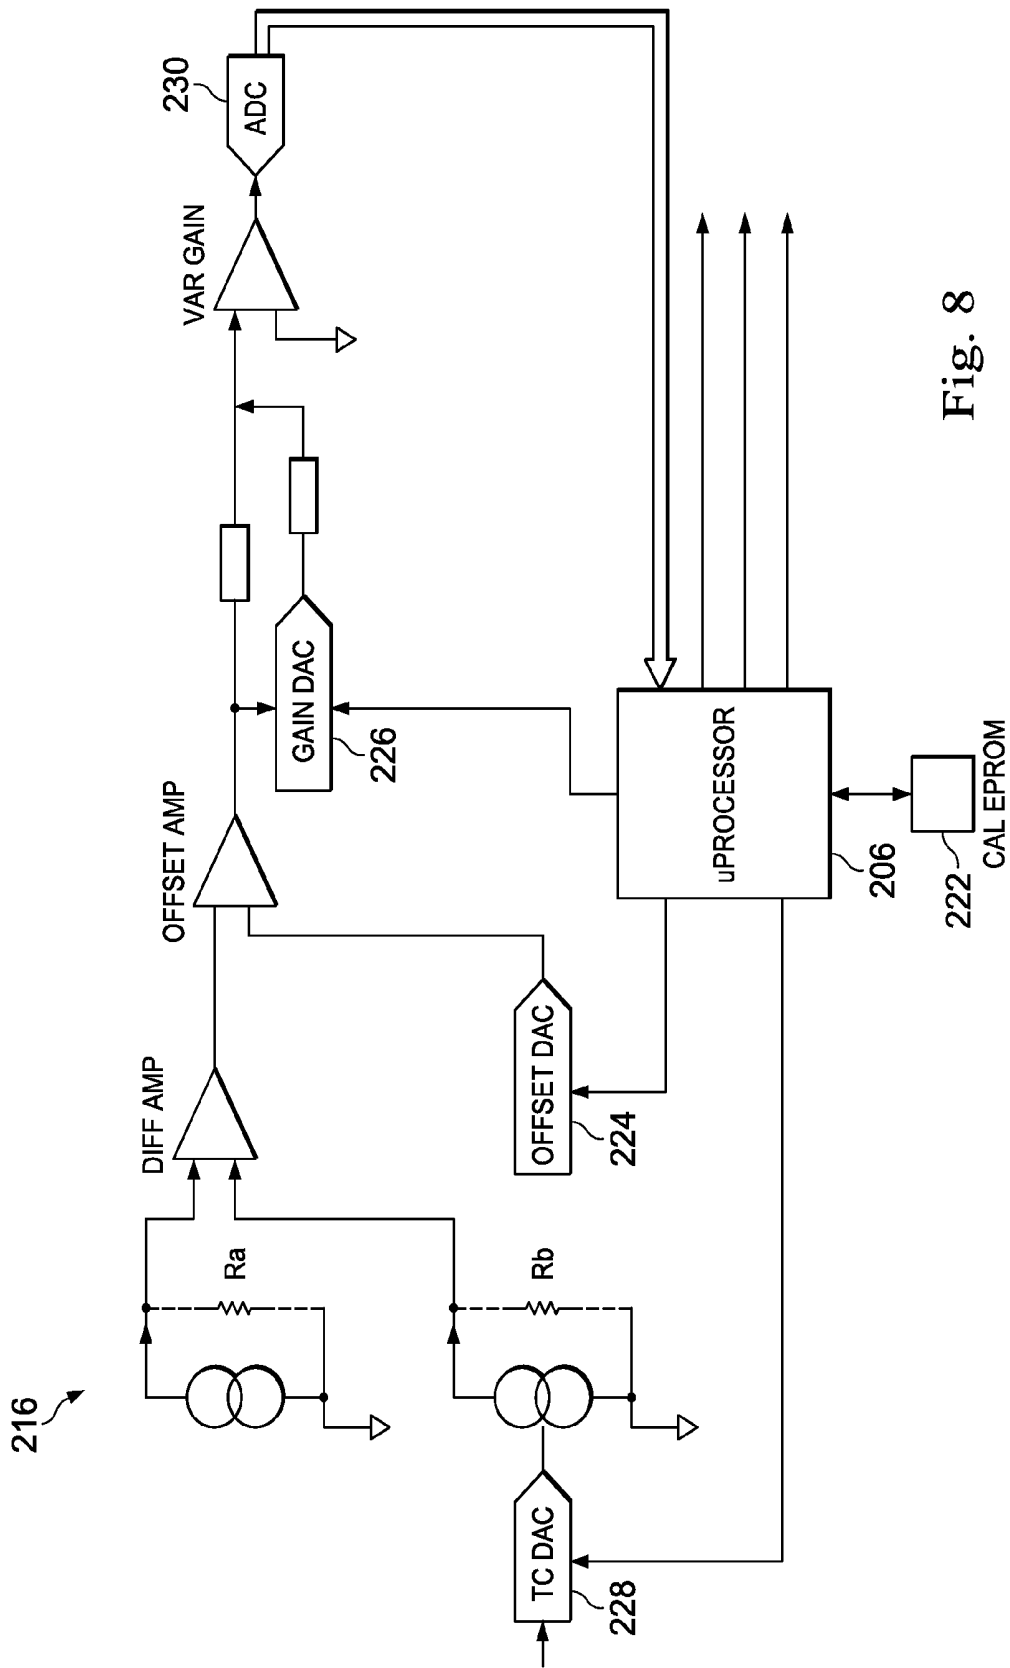 216
Ra
Rb
TC DAC
228
DIFF AMP
OFFSET AMP
OFFSET DAC
224
GAIN DAC
226
VAR GAIN
ADC
230
uPROCESSOR
206
222
CAL EPROM
Fig. 8